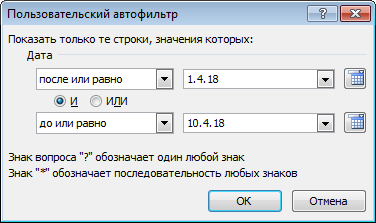 Пользовательский автофильтр
Показать только те строки, значения которых:
Дата
после или равно 1.4.18
И ИЛИ
до или равно 10.4.18
Знак вопроса "?" обозначает один любой знак
Знак "*" обозначает последовательность любых знаков
ОК Отмена